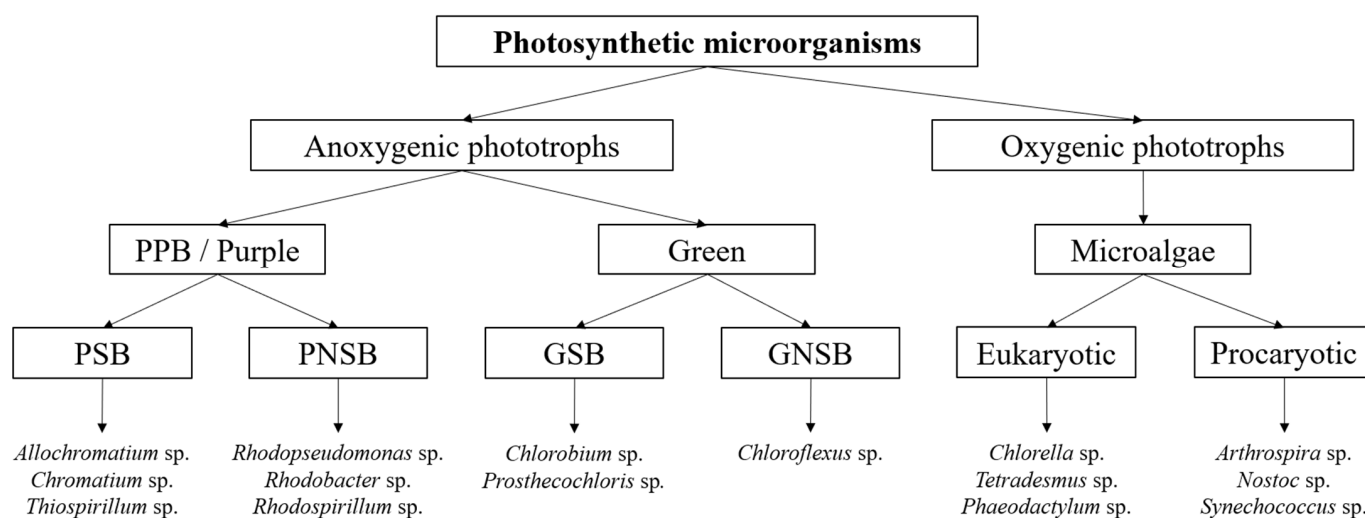 Photosynthetic microorganisms
Anoxygenic phototrophs
Oxygenic phototrophs
PPB / Purple
Green
Microalgae
PSB
PNSB
GSB
GNSB
Eukaryotic
Procaryotic
Allochromatium sp.
Chromatium sp.
Thiospirillum sp.
Rhodopseudomonas sp.
Rhodobacter sp.
Rhodospirillum sp.
Chlorobium sp.
Prosthecochloris sp.
Chloroflexus sp.
Chlorella sp.
Tetradesmus sp.
Phaeodactylum sp.
Arthrospira sp.
Nostoc sp.
Synechococcus sp.